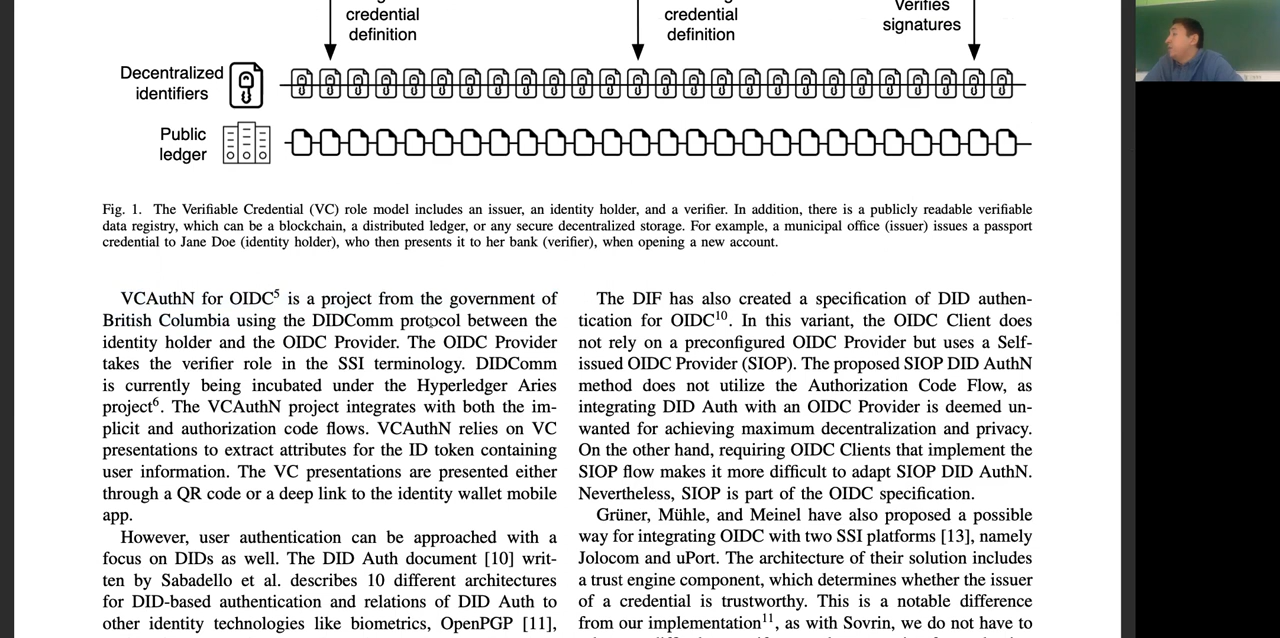 credential
definition
credential
definition
Verifies
signatures
Decentralized
identifiers
Public
ledger
Fig. 1. The Verifiable Credential (VC) role model includes an issuer, an identity holder, and a verifier. In addition, there is a publicly readable verifiable
data registry, which can be a blockchain, a distributed ledger, or any secure decentralized storage. For example, a municipal office (issuer) issues a passport
credential to Jane Doe (identity holder), who then presents it to her bank (verifier), when opening a new account.
VCAuthN for OIDC5 is a project from the government of
British Columbia using the DIDComm protocol between the
identity holder and the OIDC Provider. The OIDC Provider
takes the verifier role in the SSI terminology. DIDComm
is currently being incubated under the Hyperledger Aries
project6. The VCAuthN project integrates with both the im-
plicit and authorization code flows. VCAuthN relies on VC
presentations to extract attributes for the ID token containing
user information. The VC presentations are presented either
through a QR code or a deep link to the identity wallet mobile
app.
However, user authentication can be approached with a
focus on DIDs as well. The DID Auth document [10] writ-
ten by Sabadello et al. describes 10 different architectures
for DID-based authentication and relations of DID Auth to
other identity technologies like biometrics, OpenPGP [11],
The DIF has also created a specification of DID authen-
tication for OIDC10. In this variant, the OIDC Client does
not rely on a preconfigured OIDC Provider but uses a Self-
issued OIDC Provider (SIOP). The proposed SIOP DID AuthN
method does not utilize the Authorization Code Flow, as
integrating DID Auth with an OIDC Provider is deemed un-
wanted for achieving maximum decentralization and privacy.
On the other hand, requiring OIDC Clients that implement the
SIOP flow makes it more difficult to adapt SIOP DID AuthN.
Nevertheless, SIOP is part of the OIDC specification.
Grüner, Mühle, and Meinel have also proposed a possible
way for integrating OIDC with two SSI platforms [13], namely
Jolocom and uPort. The architecture of their solution includes
a trust engine component, which determines whether the issuer
of a credential is trustworthy. This is a notable difference
from our implementation11, as with Sovrin, we do not have to